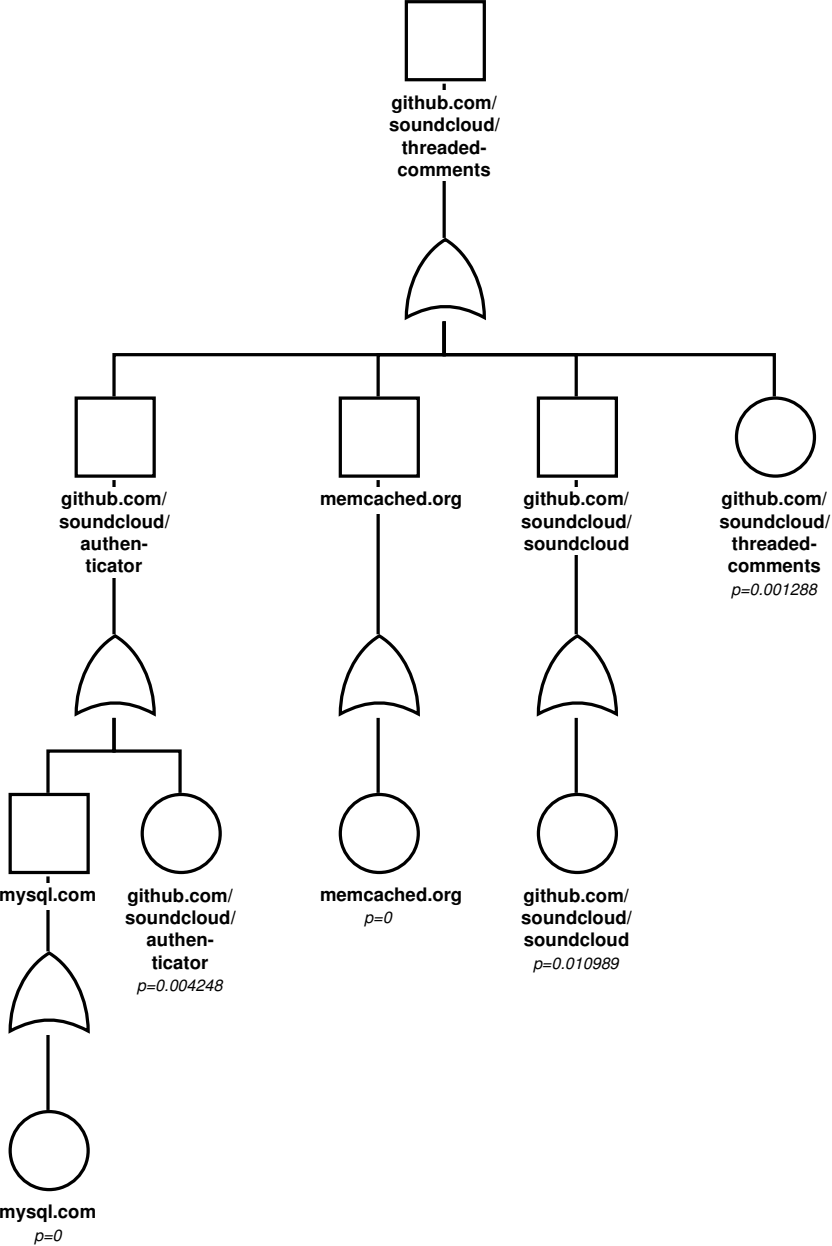 github.com/
soundcloud/
threaded-
comments
github.com/
soundcloud/
authen-
ticator
memcached.org
github.com/
soundcloud/
soundcloud
github.com/
soundcloud/
threaded-
comments
p=0.001288
mysql.com
github.com/
soundcloud/
authen-
ticator
p=0.004248
memcached.org
p=0
github.com/
soundcloud/
soundcloud
p=0.010989
mysql.com
p=0